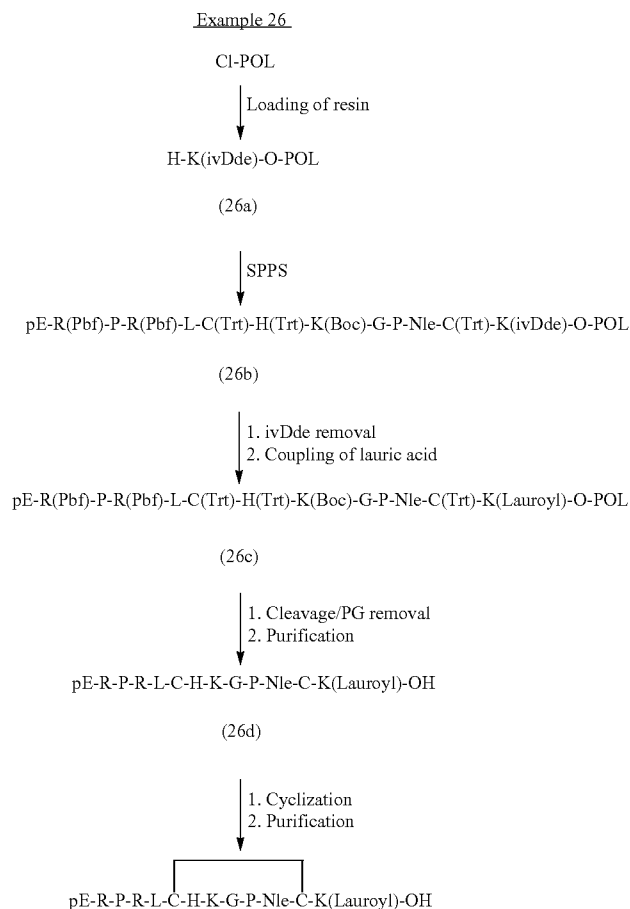 Example 26
Cl-POL
Loading of resin
H-K(ivDde)-O-POL
(26a)
SPPS
pE-R(Pbf)-P-R(Pbf)-L-C(Trt)-H(Trt)-K(Boc)-G-P-Nle-C(Trt)-K(ivDde)-O-POL
(26b)
1. ivDde removal
2. Coupling of lauric acid
pE-R(Pbf)-P-R(Pbf)-L-C(Trt)-H(Trt)-K(Boc)-G-P-Nle-C(Trt)-K(Lauroyl)-O-POL
(26c)
1. Cleavage/PG removal
2. Purification
pE-R-P-R-L-C-H-K-G-P-Nle-C-K(Lauroyl)-OH
(26d)
1. Cyclization
2. Purification
pE-R-P-R-L-C-H-K-G-P-Nle-C-K(Lauroyl)-OH